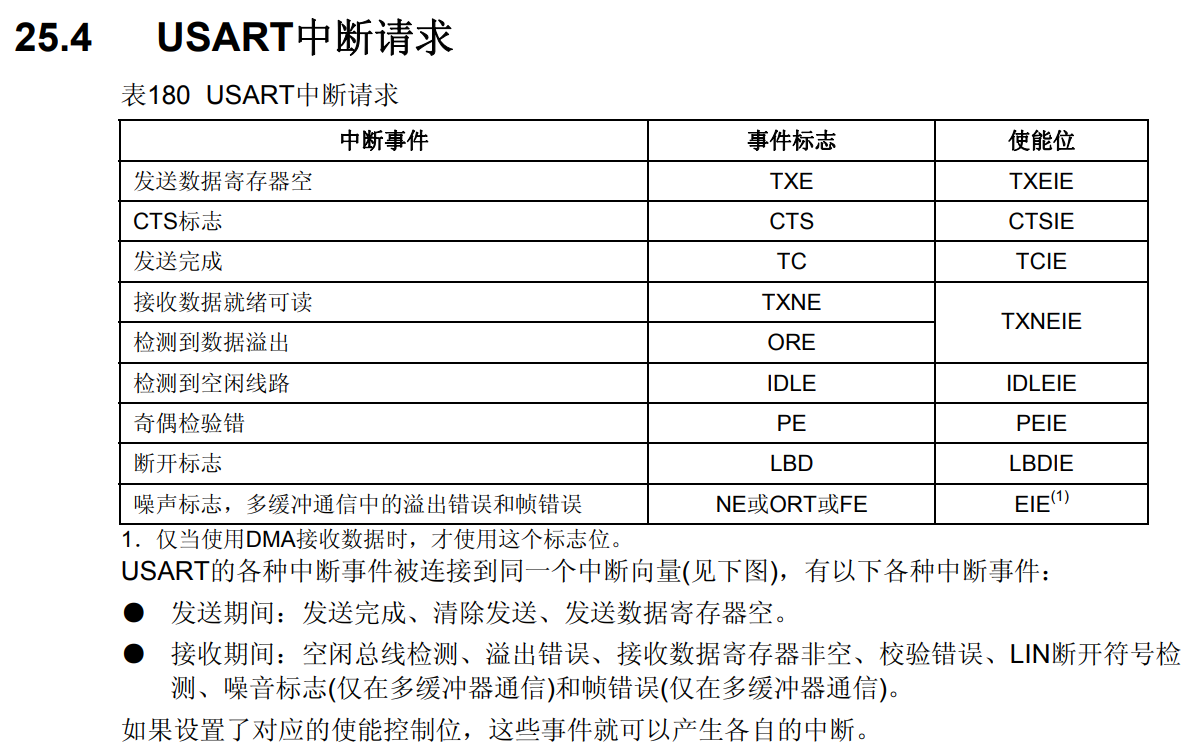 25.4 USART中断请求
表180 USART中断请求
中断事件 事件标志 使能位
发送数据寄存器空 TXE TXEIE
CTS标志 CTS CTSIE
发送完成 TC TCIE
接收数据就绪可读 TXNE TXNEIE
检测到数据溢出 ORE
检测到空闲线路 IDLE IDLEIE
奇偶检验错 PE PEIE
断开标志 LBD LBDIE
噪声标志，多缓冲通信中的溢出错误和帧错误 NE或ORT或FE EIE(1)
1．仅当使用DMA接收数据时，才使用这个标志位。
USART的各种中断事件被连接到同一个中断向量(见下图)，有以下各种中断事件：
● 发送期间：发送完成、清除发送、发送数据寄存器空。
● 接收期间：空闲总线检测、溢出错误、接收数据寄存器非空、校验错误、LIN断开符号检
测、噪音标志(仅在多缓冲器通信)和帧错误(仅在多缓冲器通信)。
如果设置了对应的使能控制位，这些事件就可以产生各自的中断。